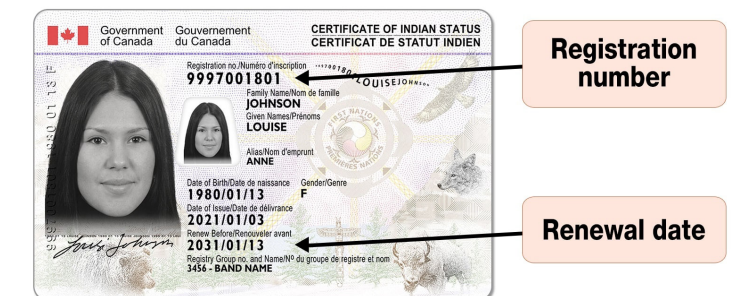 Government of Canada
Gouvernement du Canada
CERTIFICATE OF INDIAN STATUS
CERTIFICAT DE STATUT INDIEN
Registration no./Numéro d'inscription
9997001801
Family Name/Nom de famille
JOHNSON
Given Names/Prénoms
LOUISE
Alias/Nom d'emprunt
ANNE
Date of Birth/Date de naissance Gender/Genre
1980/01/13 F
Date of Issue/Date de délivrance
2021/01/03
Renew Before/Renouveler avant
2031/01/13
Registry Group no. and Name/Nº du groupe de registre et nom
3456 - BAND NAME
Louise Johnson
FIRST NATIONS
PREMIÈRES NATIONS
Registration number
Renewal date